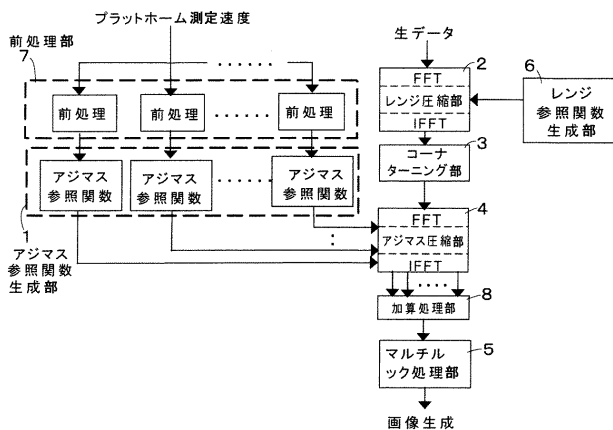 プラットホーム測定速度
前処理部
7
‥‥‥
前処理
前処理
‥‥‥
前処理
アジマス
参照関数
アジマス
参照関数
‥‥‥
アジマス
参照関数
1
アジマス
参照関数
生成部
生データ
2
FFT
レンジ圧縮部
IFFT
6
レンジ
参照関数
生成部
3
コーナ
ターニング部
4
FFT
アジマス圧縮部
IFFT
‥‥
8
加算処理部
5
マルチル
ック処理部
画像生成